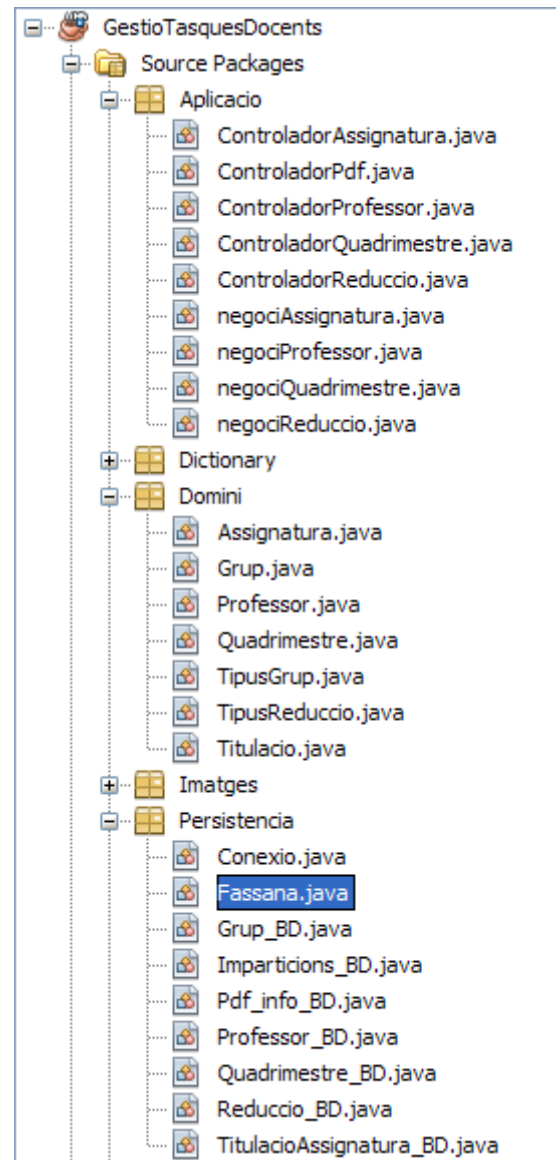 GestioTasquesDocents
Source Packages
Aplicacio
ControladorAssignatura.java
ControladorPdf.java
ControladorProfessor.java
ControladorQuadrimestre.java
ControladorReduccio.java
negociAssignatura.java
negociProfessor.java
negociQuadrimestre.java
negociReduccio.java
Dictionary
Domini
Assignatura.java
Grup.java
Professor.java
Quadrimestre.java
TipusGrup.java
TipusReduccio.java
Titulacio.java
Imatges
Persistencia
Conexio.java
Fassana.java
Grup_BD.java
Imparticions_BD.java
Pdf_info_BD.java
Professor_BD.java
Quadrimestre_BD.java
Reduccio_BD.java
TitulacioAssignatura_BD.java